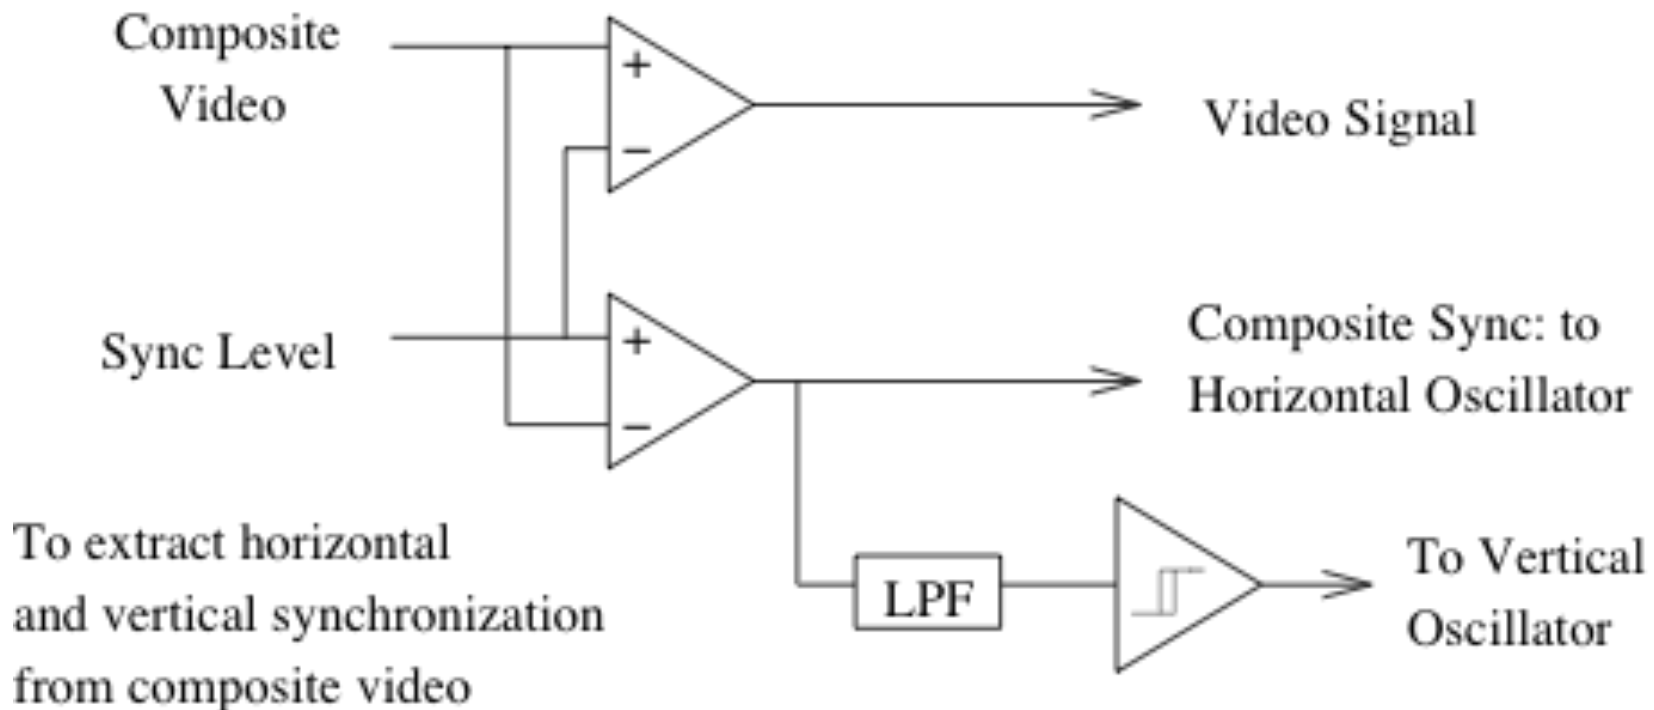 Composite
Video
+
−
Video Signal
Sync Level
+
−
Composite Sync: to
Horizontal Oscillator
LPF
To Vertical
Oscillator
To extract horizontal
and vertical synchronization
from composite video